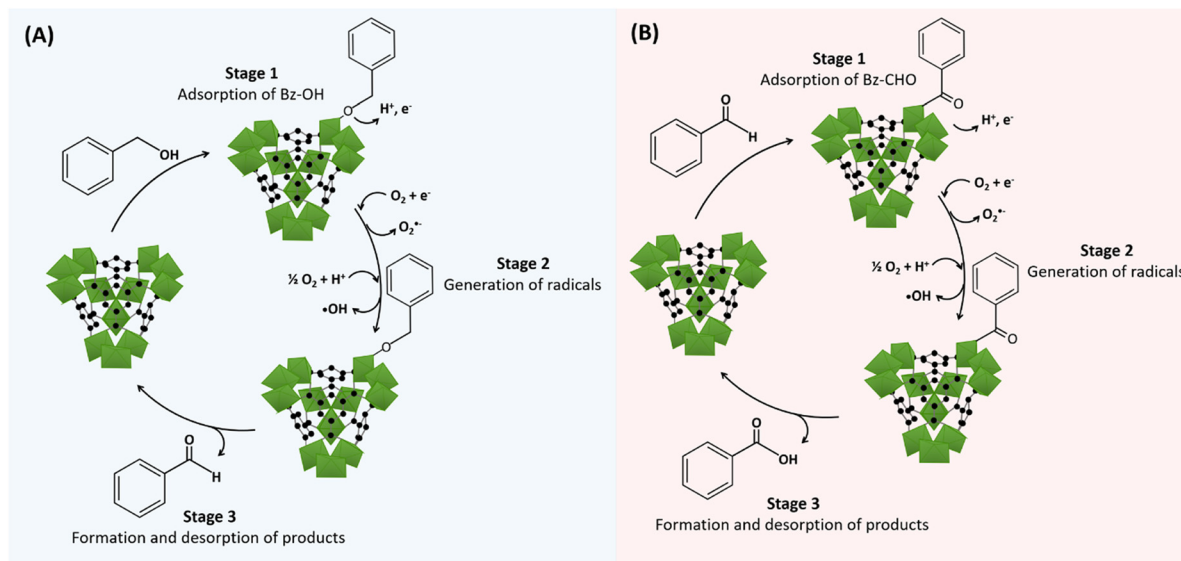 (A)
Stage 1
Adsorption of Bz-OH
O
H⁺, e⁻
OH
O₂ + e⁻
O₂•⁻
½ O₂ + H⁺
•OH
Stage 2
Generation of radicals
O
O
H
Stage 3
Formation and desorption of products
(B)
Stage 1
Adsorption of Bz-CHO
O
H⁺, e⁻
O
H
O₂ + e⁻
O₂•⁻
½ O₂ + H⁺
•OH
Stage 2
Generation of radicals
O
O
OH
Stage 3
Formation and desorption of products